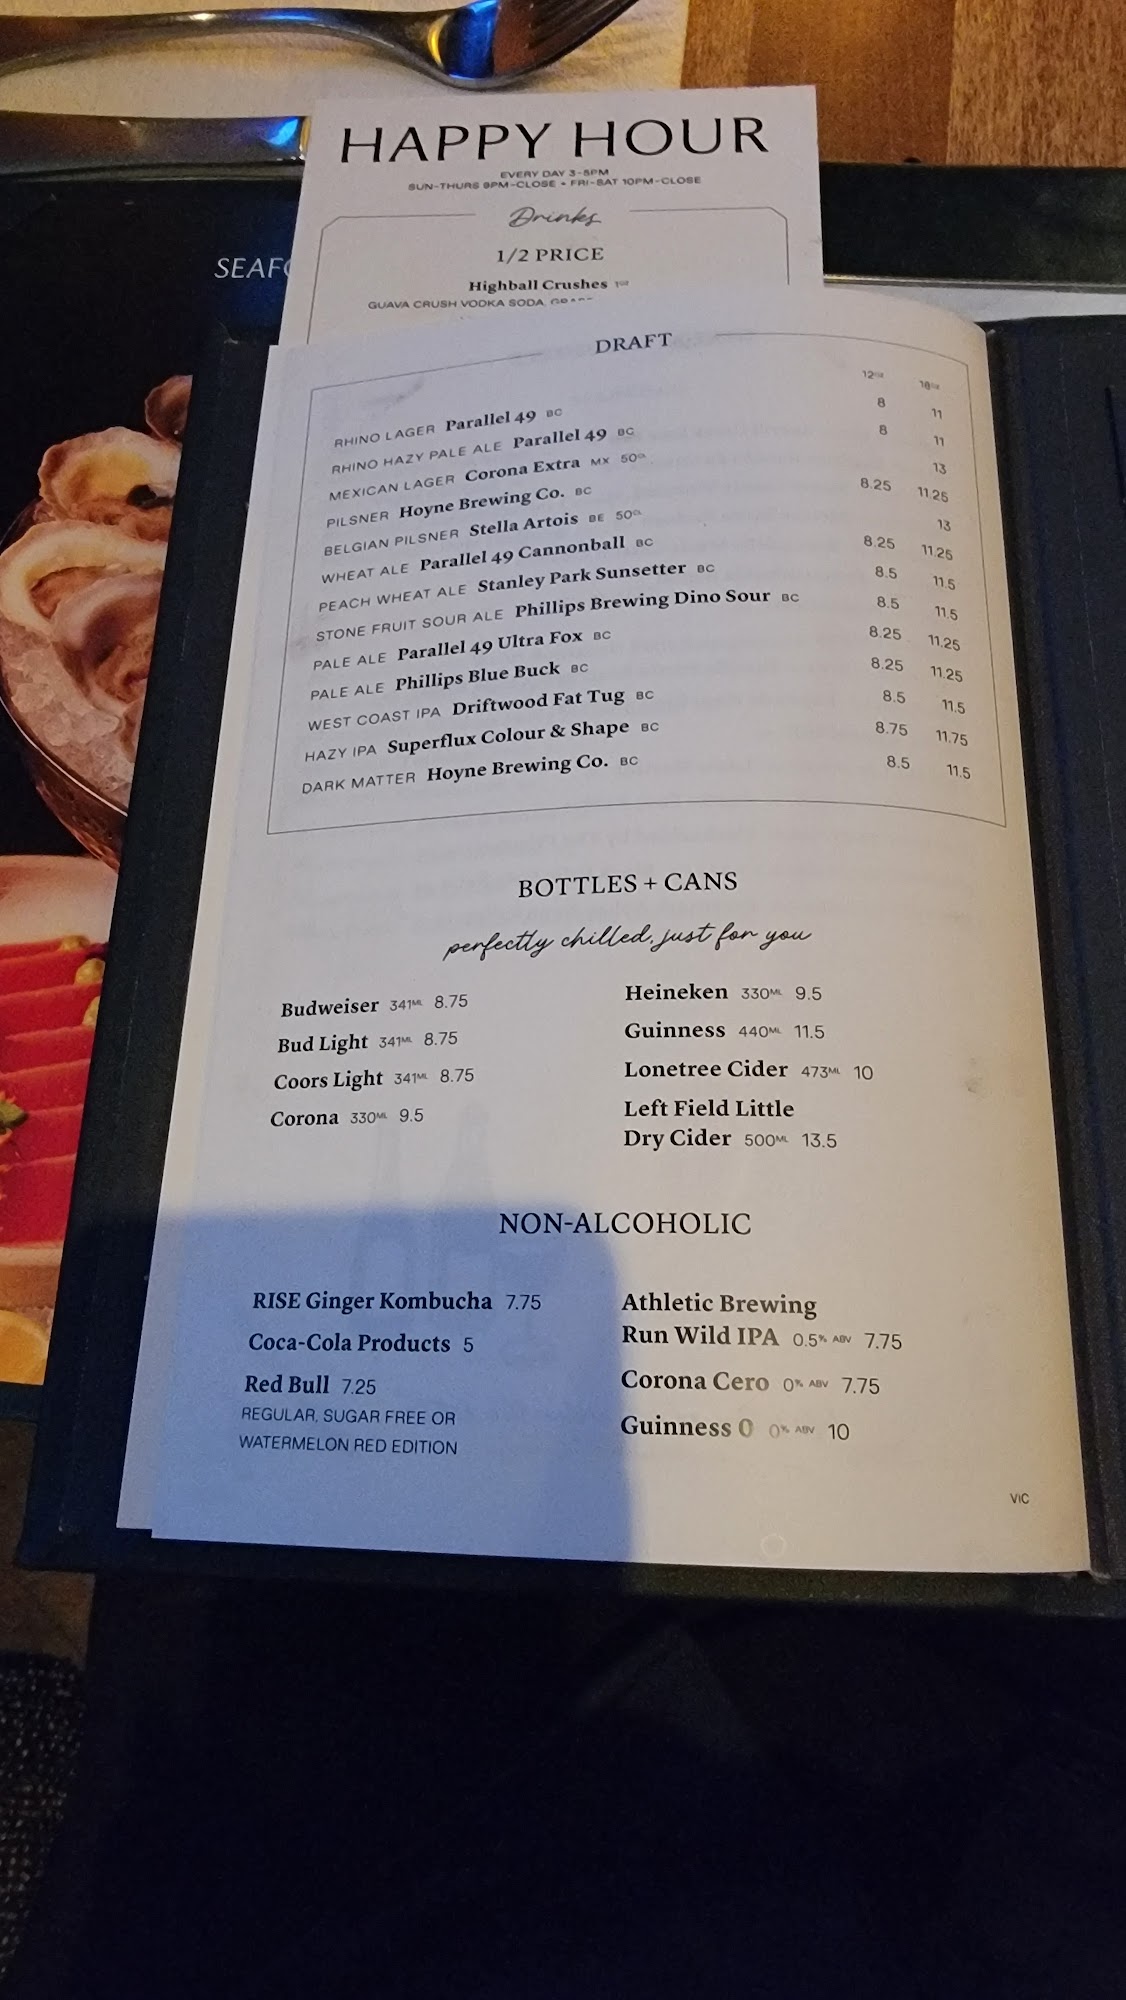 HAPPY HOUR
EVERY DAY 3-5PM
SUN-THURS 9PM-CLOSE • FRI-SAT 10PM-CLOSE
Drinks
1/2 PRICE
Highball Crushes 1oz
GUAVA CRUSH VODKA SODA,
SEAFO
DRAFT
12oz 18oz
RHINO LAGER Parallel 49 BC 8 11
RHINO HAZY PALE ALE Parallel 49 BC 8 11
MEXICAN LAGER Corona Extra MX 50CL 13
PILSNER Hoyne Brewing Co. BC 8.25 11.25
BELGIAN PILSNER Stella Artois BE 50CL 13
WHEAT ALE Parallel 49 Cannonball BC 8.25 11.25
PEACH WHEAT ALE Stanley Park Sunsetter BC 8.5 11.5
STONE FRUIT SOUR ALE Phillips Brewing Dino Sour BC 8.5 11.5
PALE ALE Parallel 49 Ultra Fox BC 8.25 11.25
PALE ALE Phillips Blue Buck BC 8.25 11.25
WEST COAST IPA Driftwood Fat Tug BC 8.5 11.5
HAZY IPA Superflux Colour & Shape BC 8.75 11.75
DARK MATTER Hoyne Brewing Co. BC 8.5 11.5
BOTTLES + CANS
perfectly chilled, just for you
Budweiser 341ML 8.75
Bud Light 341ML 8.75
Coors Light 341ML 8.75
Corona 330ML 9.5
Heineken 330ML 9.5
Guinness 440ML 11.5
Lonetree Cider 473ML 10
Left Field Little
Dry Cider 500ML 13.5
NON-ALCOHOLIC
RISE Ginger Kombucha 7.75
Coca-Cola Products 5
Red Bull 7.25
REGULAR, SUGAR FREE OR
WATERMELON RED EDITION
Athletic Brewing
Run Wild IPA 0.5% ABV 7.75
Corona Cero 0% ABV 7.75
Guinness 0 0% ABV 10
VIC